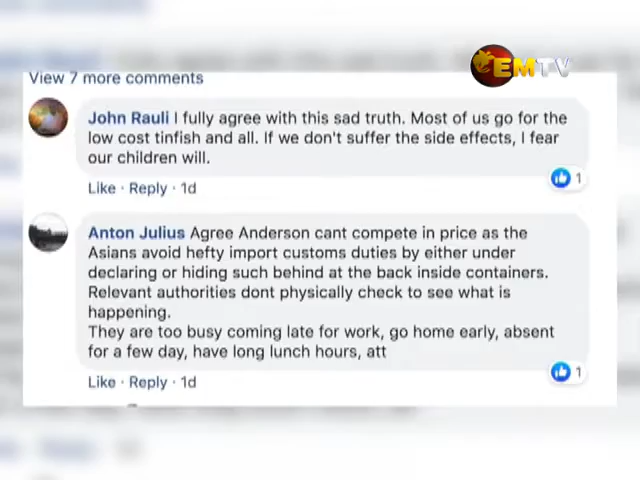 EMTV
View 7 more comments
John Rauli I fully agree with this sad truth. Most of us go for the
low cost tinfish and all. If we don't suffer the side effects, I fear
our children will.
Like · Reply · 1d
1
Anton Julius Agree Anderson cant compete in price as the
Asians avoid hefty import customs duties by either under
declaring or hiding such behind at the back inside containers.
Relevant authorities dont physically check to see what is
happening.
They are too busy coming late for work, go home early, absent
for a few day, have long lunch hours, att
Like · Reply · 1d
1